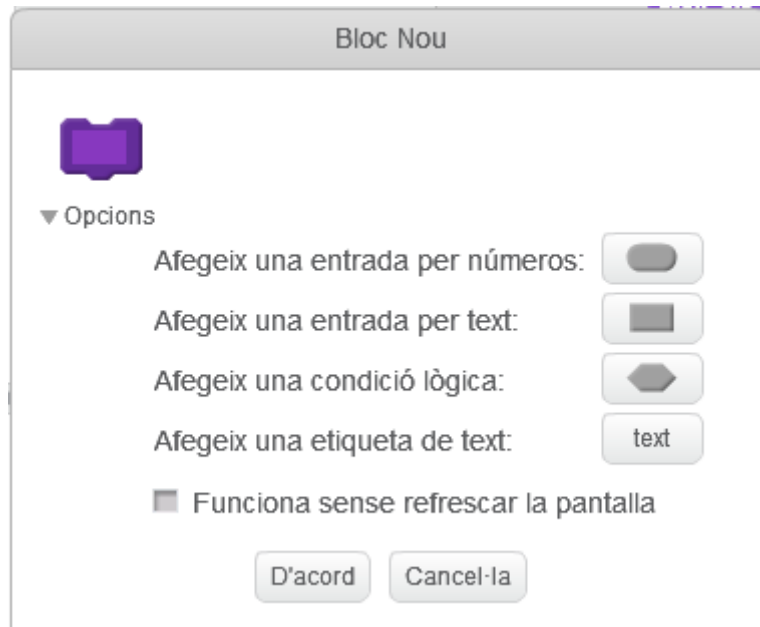 Bloc Nou
Opcions
Afegeix una entrada per números:
Afegeix una entrada per text:
Afegeix una condició lògica:
Afegeix una etiqueta de text: text
Funciona sense refrescar la pantalla
D'acord Cancel·la